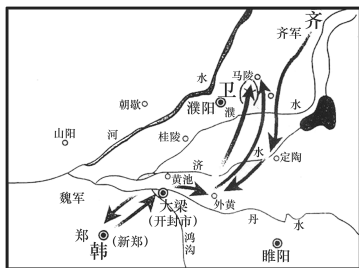 齐
齐军
马陵
水
卫
朝歌
濮阳
濮
水
山阳
河
桂陵
济
水
定陶
黄池
魏军
大梁
(开封市)
外黄
丹
水
郑
韩
(新郑)
鸿
沟
睢阳